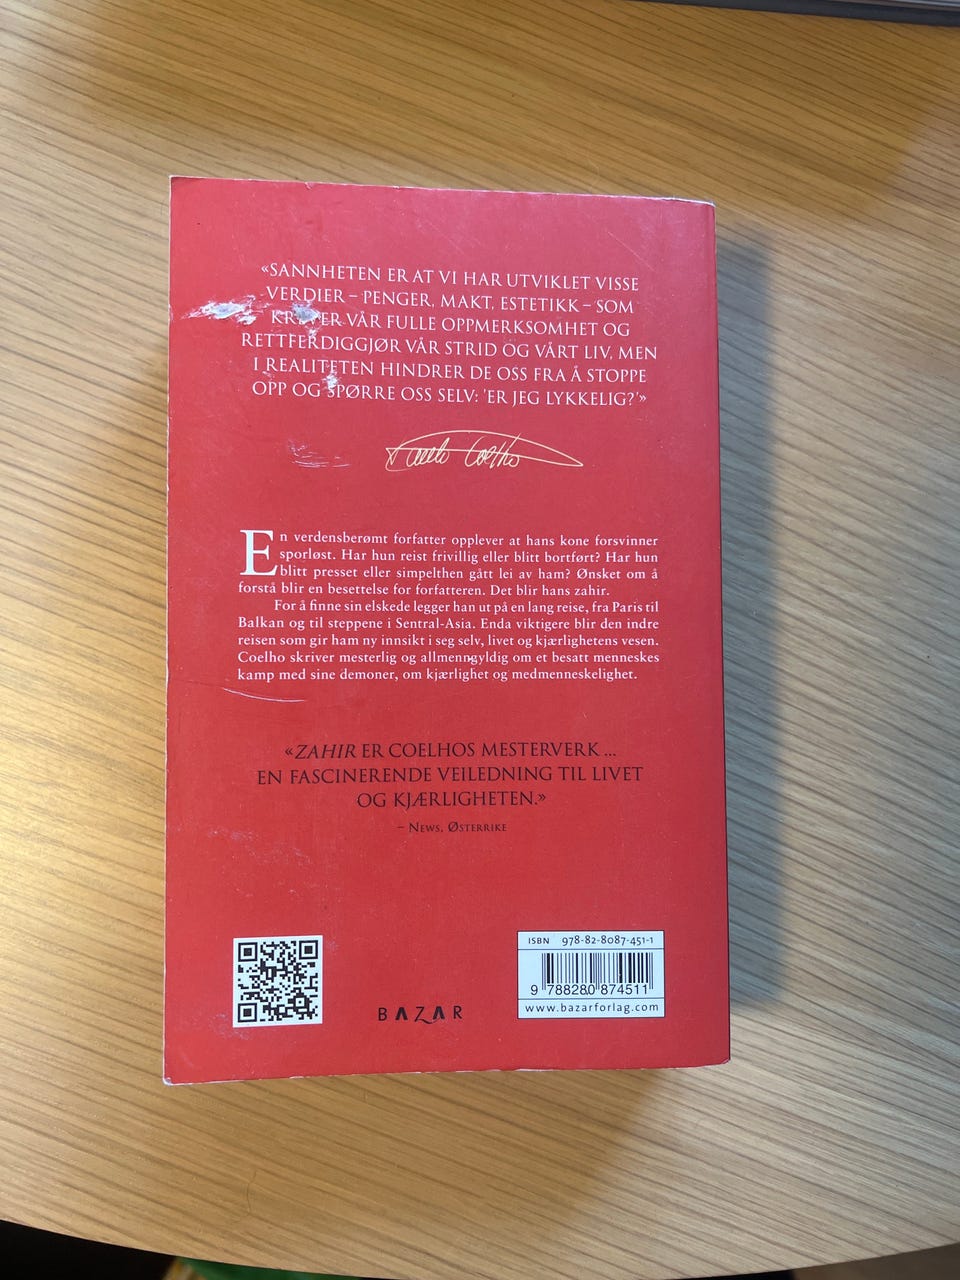 «SANNHETEN ER AT VI HAR UTVIKLET VISSE
VERDIER – PENGER, MAKT, ESTETIKK – SOM
KREVER VÅR FULLE OPPMERKSOMHET OG
RETTFERDIGGJØR VÅR STRID OG VÅRT LIV, MEN
I REALITETEN HINDRER DE OSS FRA Å STOPPE
OPP OG SPØRRE OSS SELV: 'ER JEG LYKKELIG?'»
Paulo Coelho
En verdensberømt forfatter opplever at hans kone forsvinner
sporløst. Har hun reist frivillig eller blitt bortført? Har hun
blitt presset eller simpelthen gått lei av ham? Ønsket om å
forstå blir en besettelse for forfatteren. Det blir hans zahir.
For å finne sin elskede legger han ut på en lang reise, fra Paris til
Balkan og til steppene i Sentral-Asia. Enda viktigere blir den indre
reisen som gir ham ny innsikt i seg selv, livet og kjærlighetens vesen.
Coelho skriver mesterlig og allmenngyldig om et besatt menneskes
kamp med sine demoner, om kjærlighet og medmenneskelighet.
«ZAHIR ER COELHOS MESTERVERK ...
EN FASCINERENDE VEILEDNING TIL LIVET
OG KJÆRLIGHETEN.»
– NEWS, ØSTERRIKE
ISBN 978-82-8087-451-1
9 788280 874511
www.bazarforlag.com
BAZAR